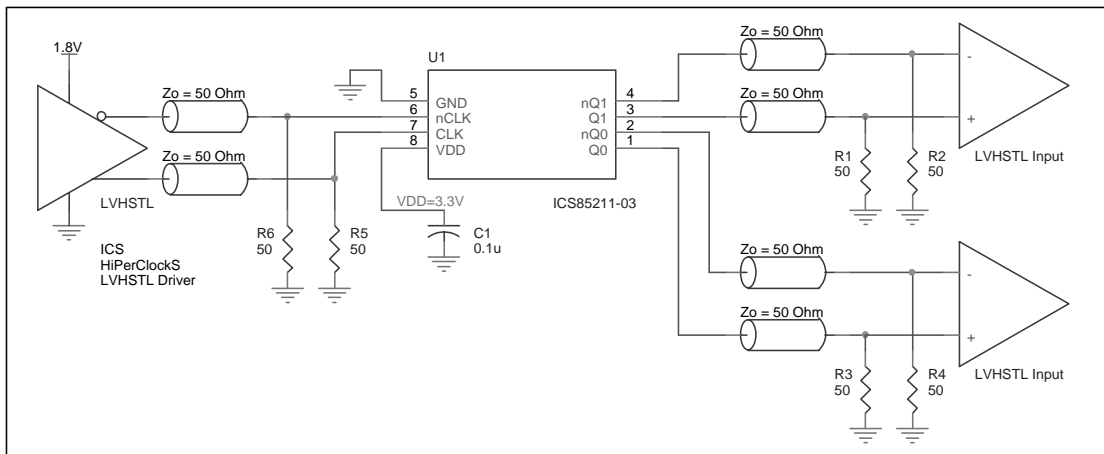 1.8V
Zo = 50 Ohm
Zo = 50 Ohm
LVHSTL
ICS
HiPerClockS
LVHSTL Driver
R6
50
R5
50
U1
5
GND
6
nCLK
7
CLK
8
VDD
nQ1
4
Q1
3
nQ0
2
Q0
1
ICS85211-03
VDD=3.3V
C1
0.1u
Zo = 50 Ohm
Zo = 50 Ohm
-
+
LVHSTL Input
R1
50
R2
50
Zo = 50 Ohm
Zo = 50 Ohm
-
+
LVHSTL Input
R3
50
R4
50